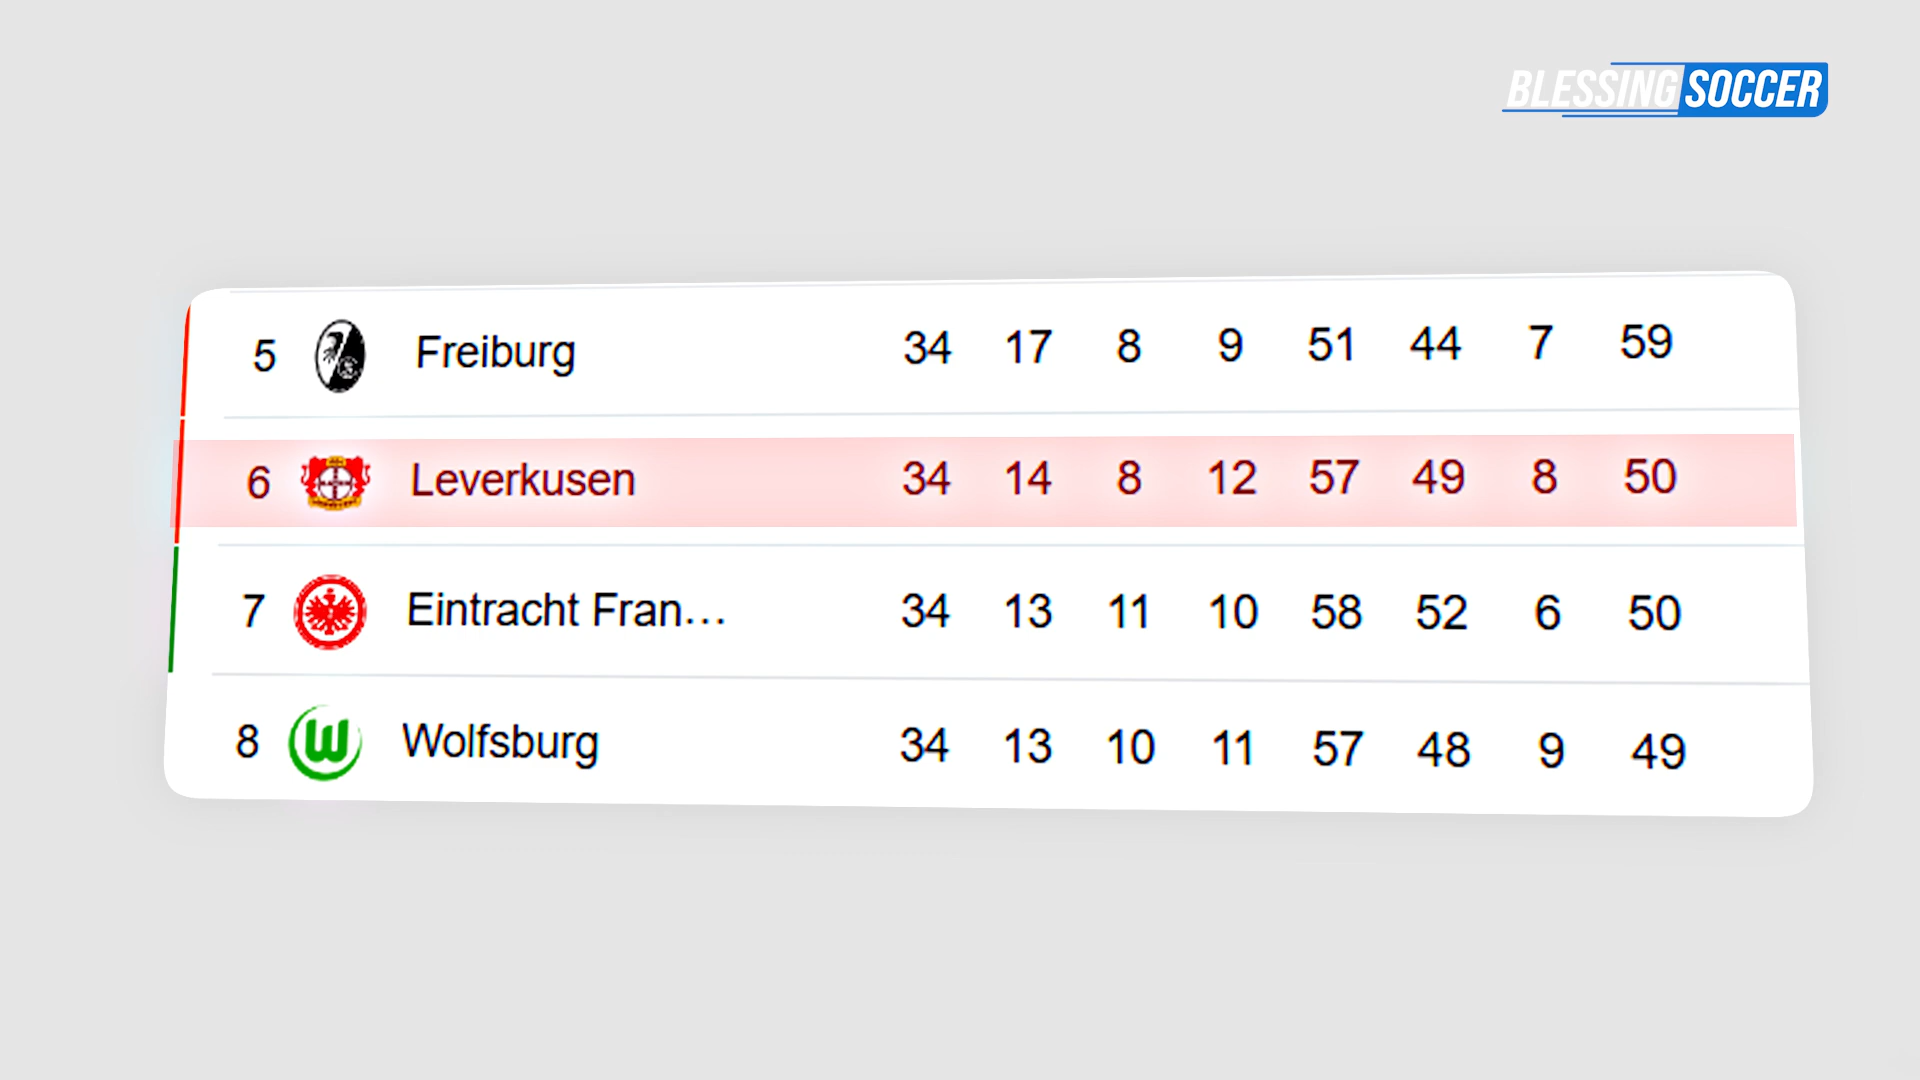 BLESSING SOCCER
5 Freiburg 34 17 8 9 51 44 7 59
6 Leverkusen 34 14 8 12 57 49 8 50
7 Eintracht Fran... 34 13 11 10 58 52 6 50
8 Wolfsburg 34 13 10 11 57 48 9 49